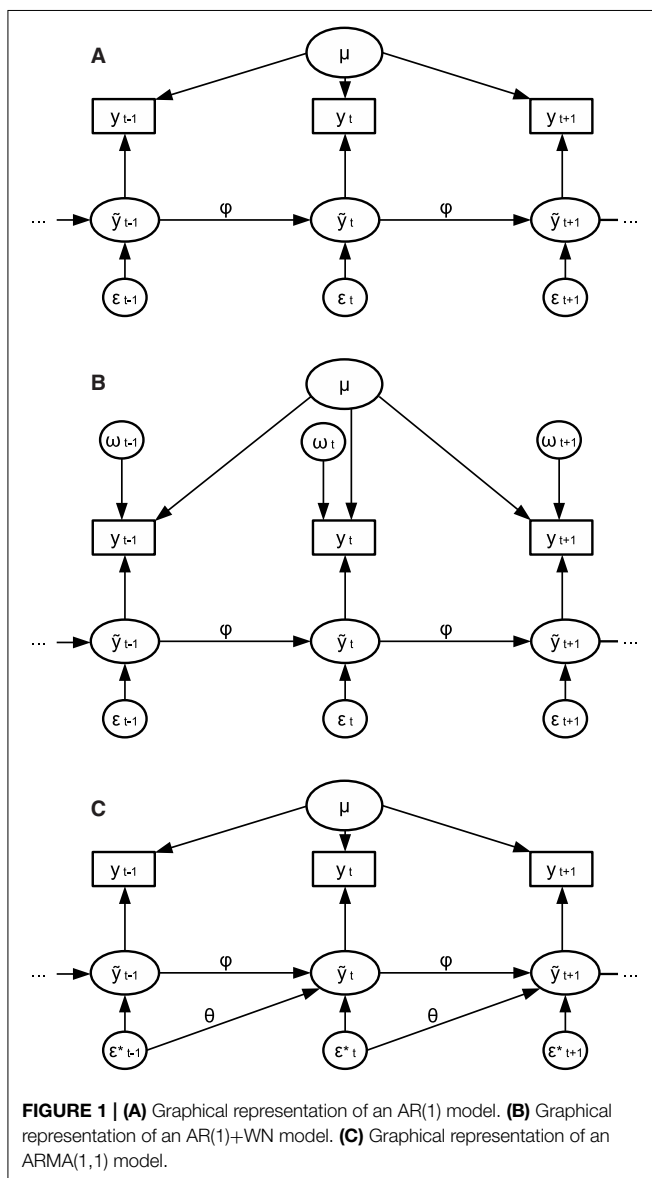 A
μ
y t-1 y t y t+1
... φ φ ...
ỹ t-1 ỹ t ỹ t+1
ε t-1 ε t ε t+1
B
μ
ω t-1 ω t ω t+1
y t-1 y t y t+1
... φ φ ...
ỹ t-1 ỹ t ỹ t+1
ε t-1 ε t ε t+1
C
μ
y t-1 y t y t+1
... φ φ ...
ỹ t-1 ỹ t ỹ t+1
θ θ
ε* t-1 ε* t ε* t+1
FIGURE 1 | (A) Graphical representation of an AR(1) model. (B) Graphical
representation of an AR(1)+WN model. (C) Graphical representation of an
ARMA(1,1) model.